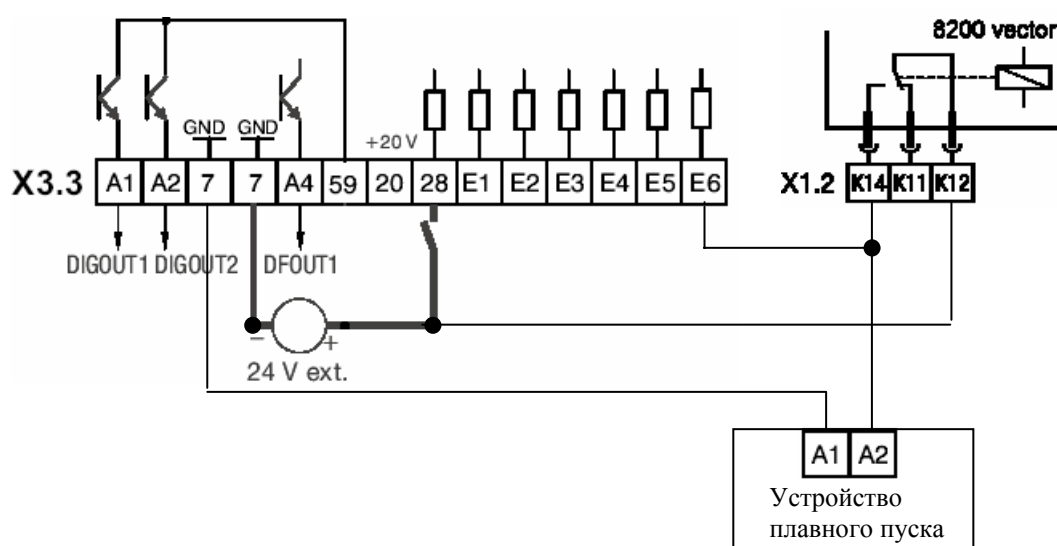 8200 vector
GND GND
+20 V
X3.3 A1 A2 7 7 A4 59 20 28 E1 E2 E3 E4 E5 E6
X1.2 K14 K11 K12
DIGOUT1 DIGOUT2 DFOUT1
− +
24 V ext.
A1 A2
Устройство
плавного пуска